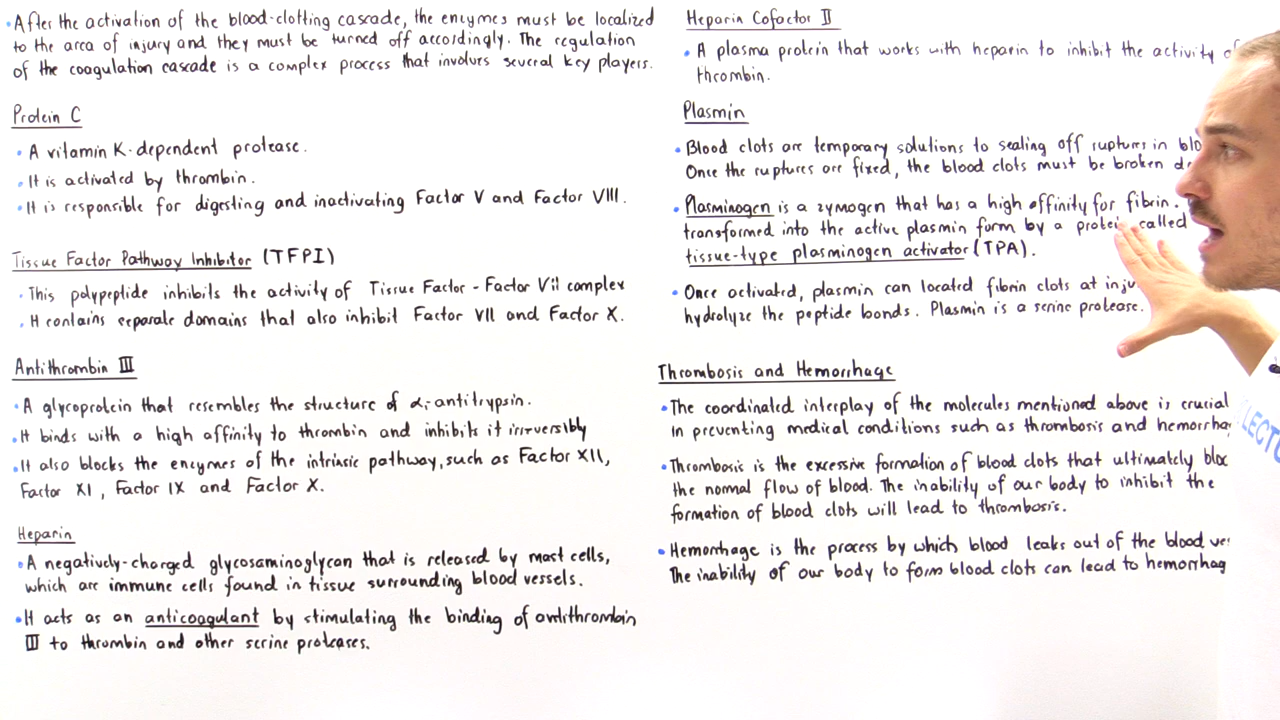 • After the activation of the blood-clotting cascade, the enzymes must be localized
to the area of injury and they must be turned off accordingly. The regulation
of the coagulation cascade is a complex process that involves several key players.
Protein C
• A vitamin K-dependent protease.
• It is activated by thrombin.
• It is responsible for digesting and inactivating Factor V and Factor VIII.
Tissue Factor Pathway Inhibitor (TFPI)
• This polypeptide inhibits the activity of Tissue Factor - Factor VII complex
• It contains separate domains that also inhibit Factor VII and Factor X.
Antithrombin III
• A glycoprotein that resembles the structure of α₁-antitrypsin.
• It binds with a high affinity to thrombin and inhibits it irreversibly
• It also blocks the enzymes of the intrinsic pathway, such as Factor XII,
Factor XI, Factor IX and Factor X.
Heparin
• A negatively-charged glycosaminoglycan that is released by mast cells,
which are immune cells found in tissue surrounding blood vessels.
• It acts as an anticoagulant by stimulating the binding of antithrombin
III to thrombin and other serine proteases.
Heparin Cofactor II
• A plasma protein that works with heparin to inhibit the activity
thrombin.
Plasmin
• Blood clots are temporary solutions to sealing off ruptures in blo
Once the ruptures are fixed, the blood clots must be broken
• Plasminogen is a zymogen that has a high affinity for fibrin.
transformed into the active plasmin form by a protein called
tissue-type plasminogen activator (TPA).
• Once activated, plasmin can located fibrin clots at inju
hydrolyze the peptide bonds. Plasmin is a serine protease.
Thrombosis and Hemorrhage
• The coordinated interplay of the molecules mentioned above is crucial
in preventing medical conditions such as thrombosis and hemorrha
• Thrombosis is the excessive formation of blood clots that ultimately bloc
the normal flow of blood. The inability of our body to inhibit the
formation of blood clots will lead to thrombosis.
• Hemorrhage is the process by which blood leaks out of the blood ves
The inability of our body to form blood clots can lead to hemorrhag
LECTU